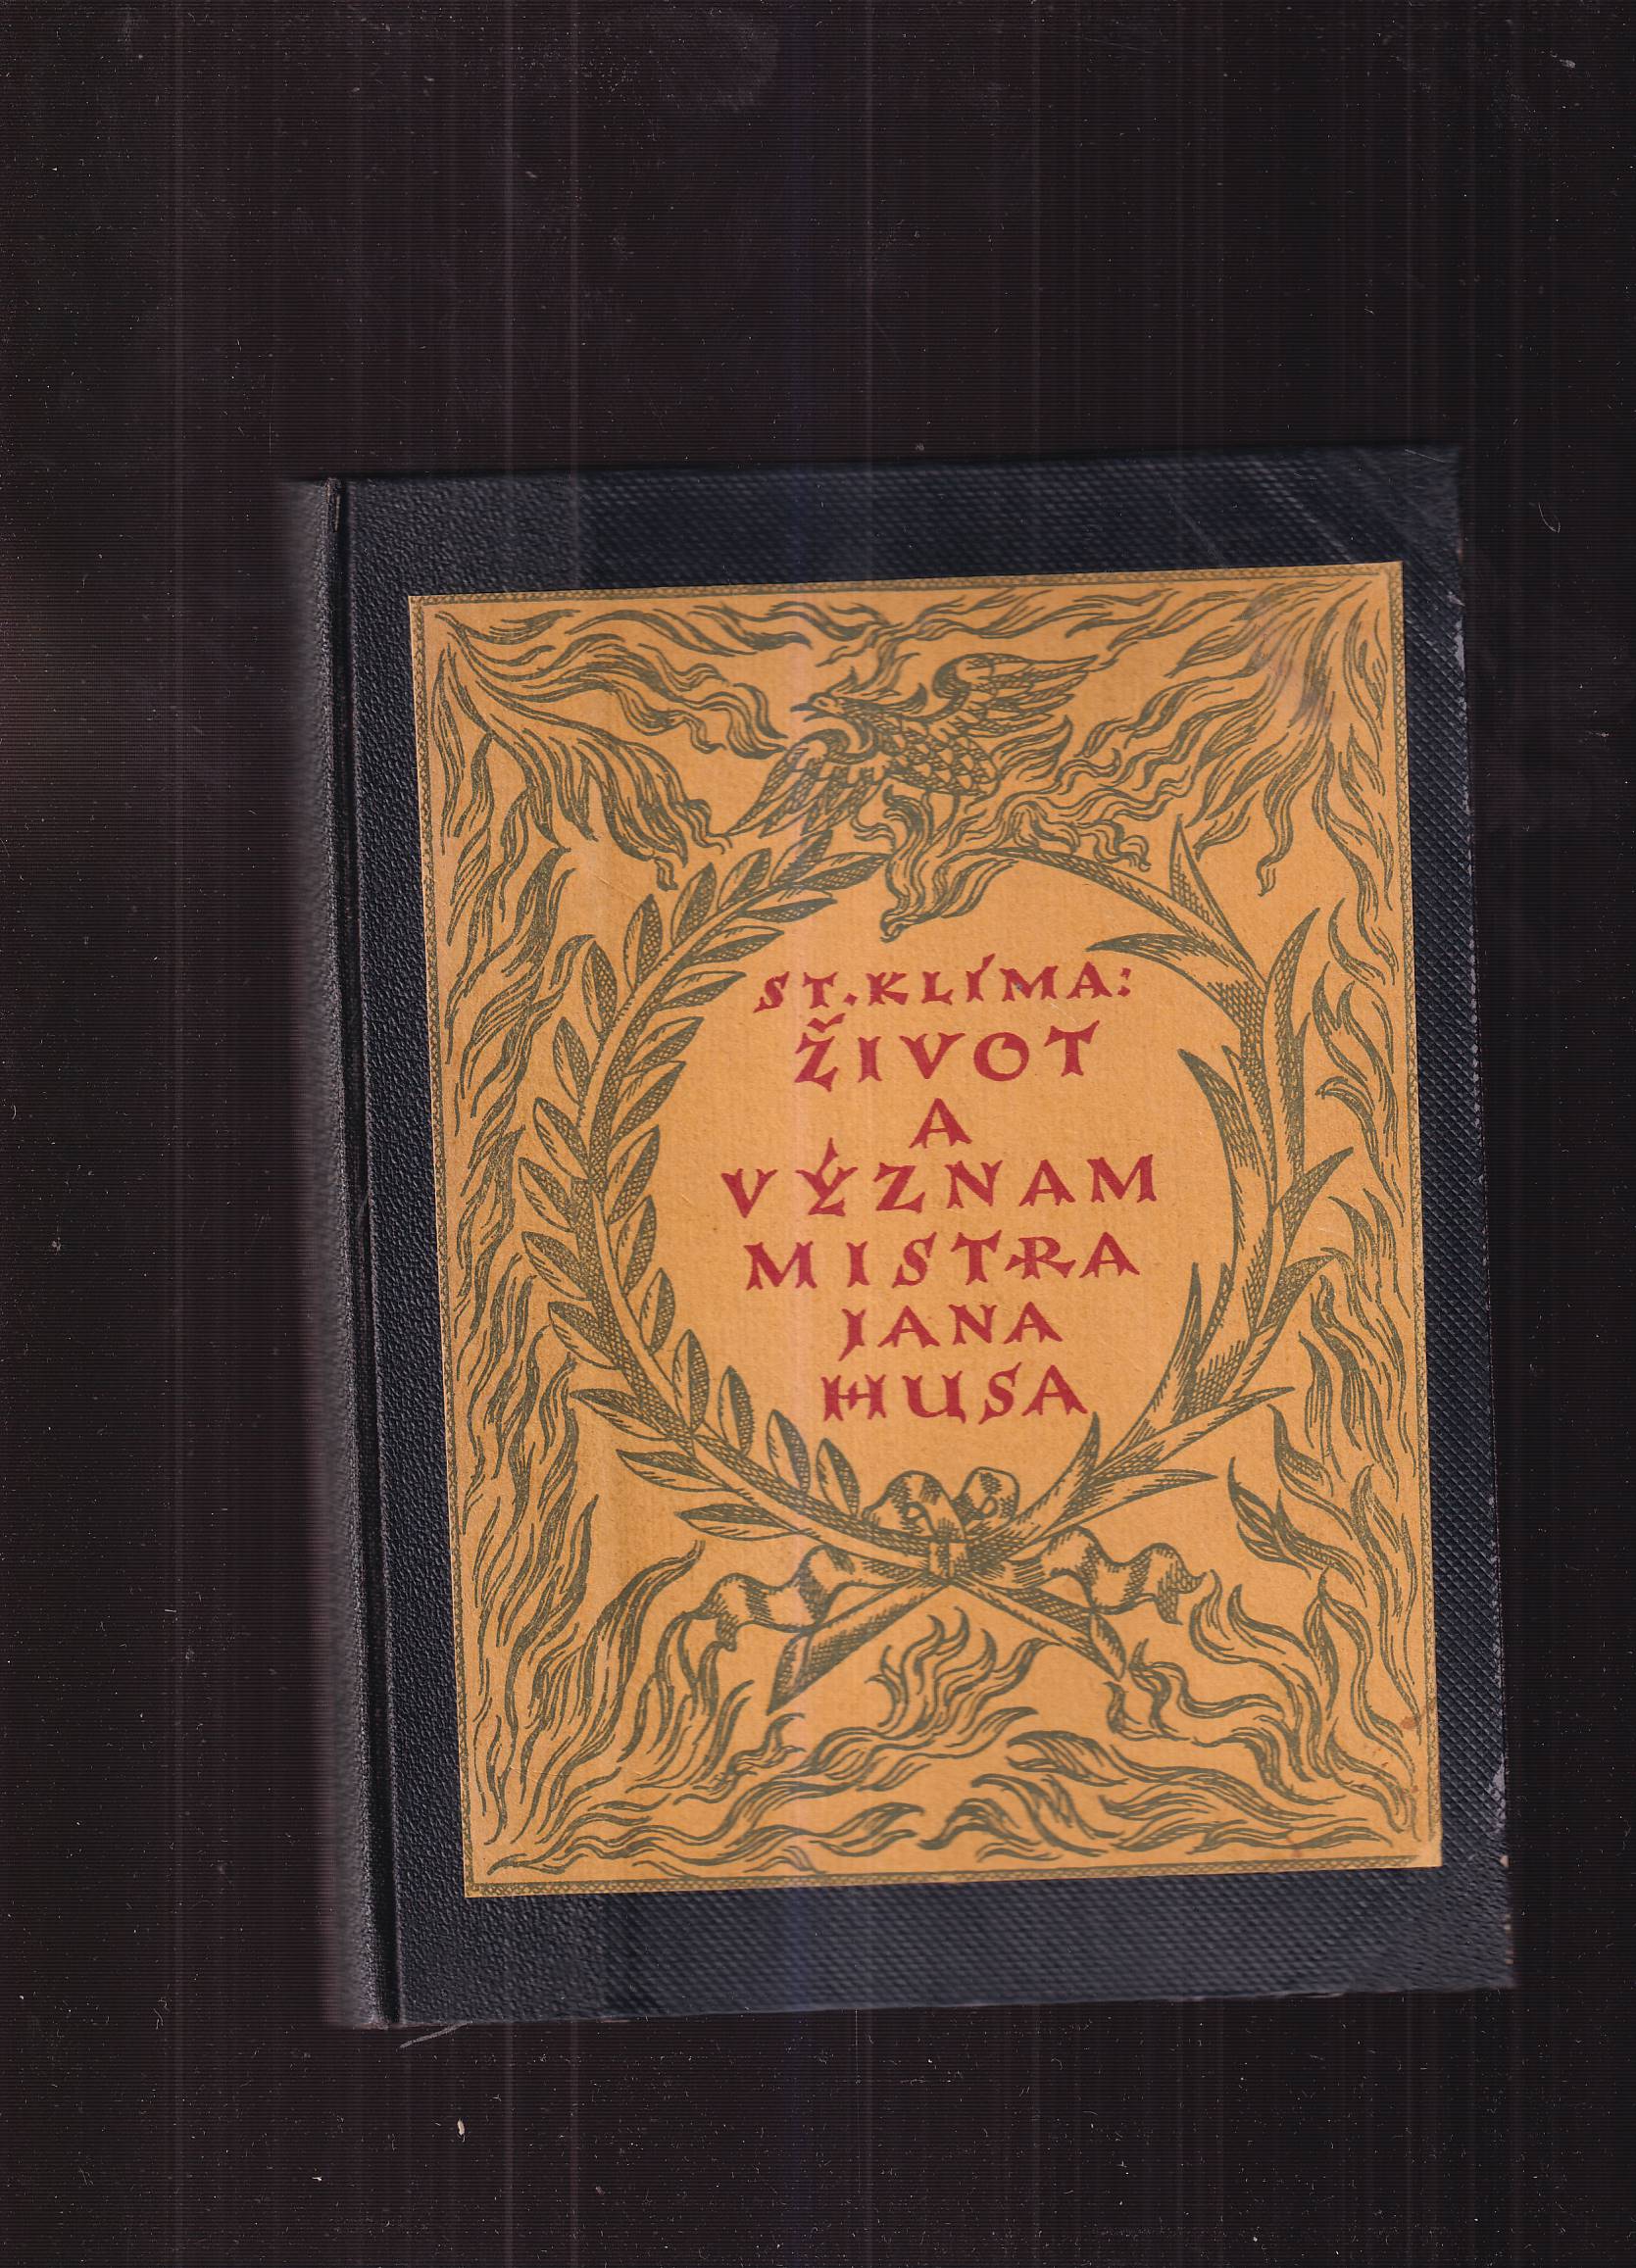 ST. KLÍMA:
ŽIVOT
A
VÝZNAM
MISTRA
JANA
HUSA